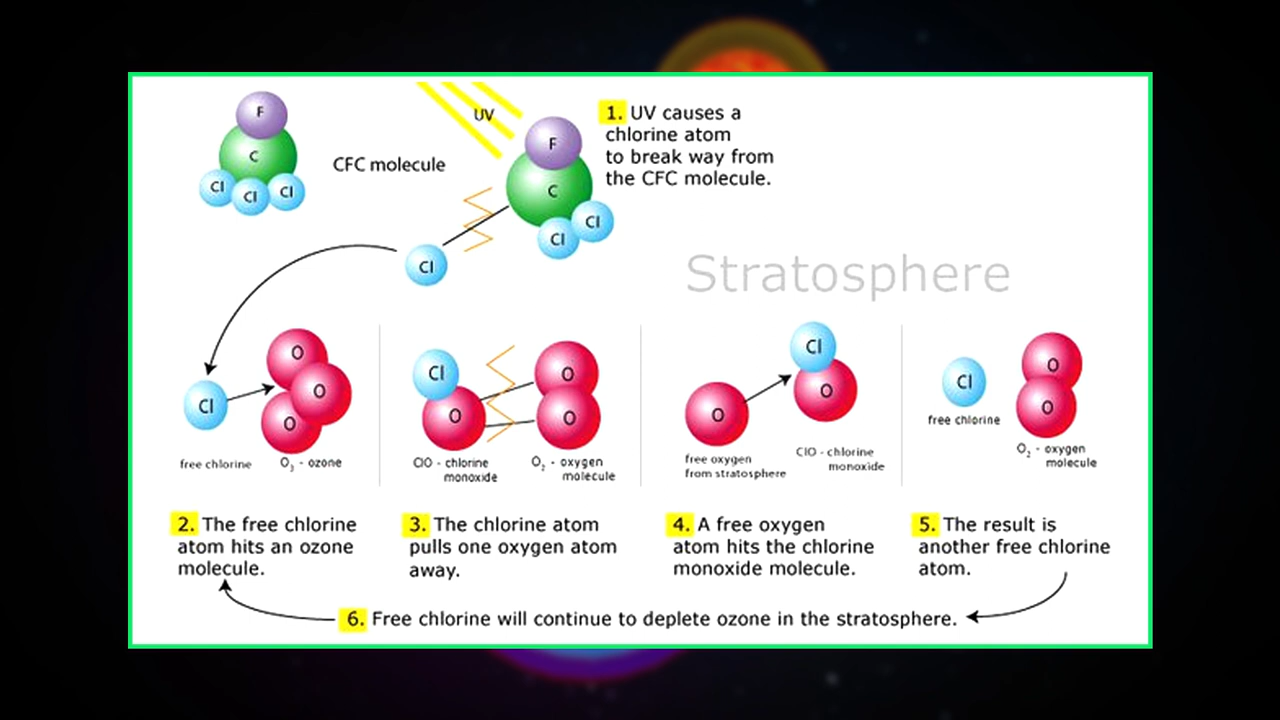 F
C
Cl
Cl
Cl
CFC molecule
UV
F
C
Cl
Cl
Cl
1. UV causes a
chlorine atom
to break way from
the CFC molecule.
Stratosphere
Cl
O
O
O
free chlorine
O3 - ozone
Cl
O
O
O
ClO - chlorine
monoxide
O2 - oxygen
molecule
O
Cl
O
free oxygen
from stratosphere
ClO - chlorine
monoxide
Cl
O
O
free chlorine
O2 - oxygen
molecule
2. The free chlorine
atom hits an ozone
molecule.
3. The chlorine atom
pulls one oxygen atom
away.
4. A free oxygen
atom hits the chlorine
monoxide molecule.
5. The result is
another free chlorine
atom.
6. Free chlorine will continue to deplete ozone in the stratosphere.